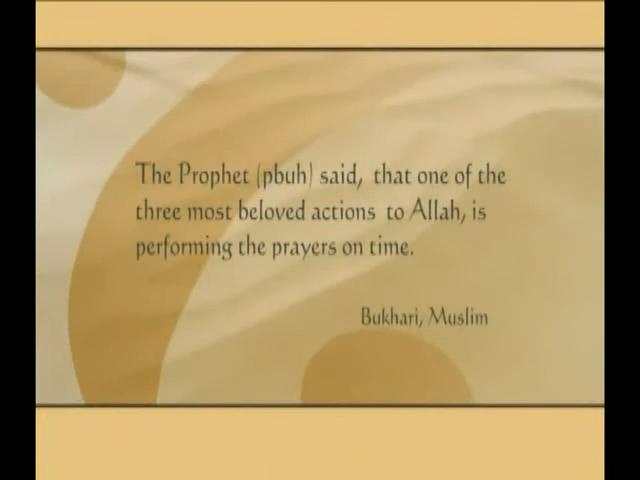 The Prophet (pbuh) said, that one of the
three most beloved actions to Allah, is
performing the prayers on time.
Bukhari, Muslim